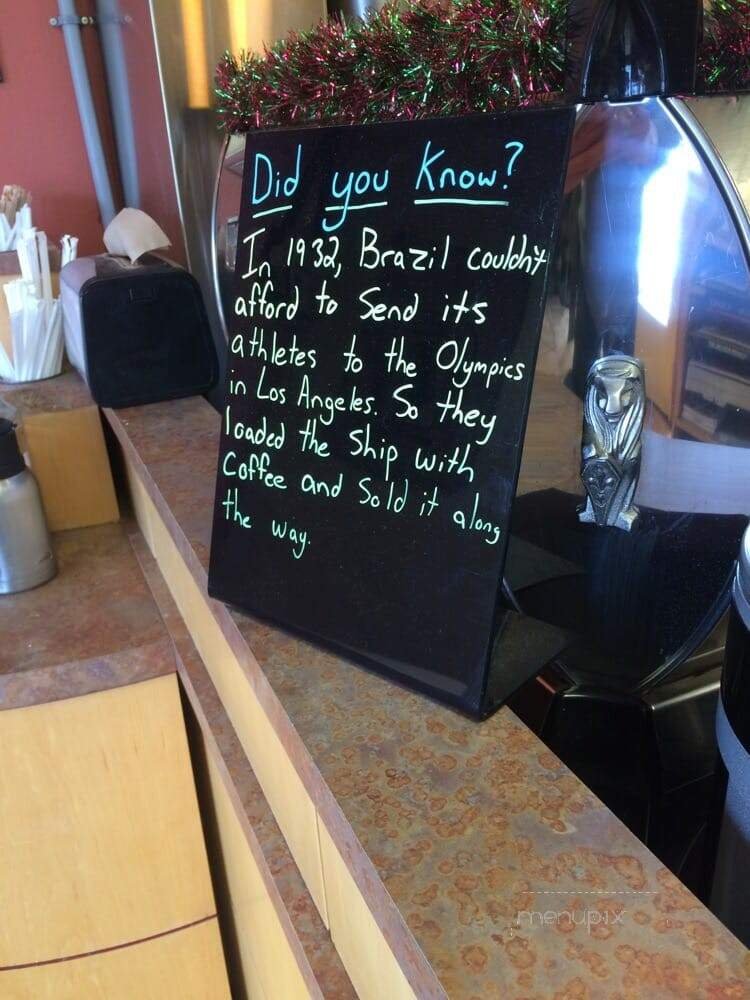 Did you Know?
In 1932, Brazil couldn't
afford to Send its
athletes to the Olympics
in Los Angeles. So they
loaded the Ship with
Coffee and Sold it along
the way.
menupix